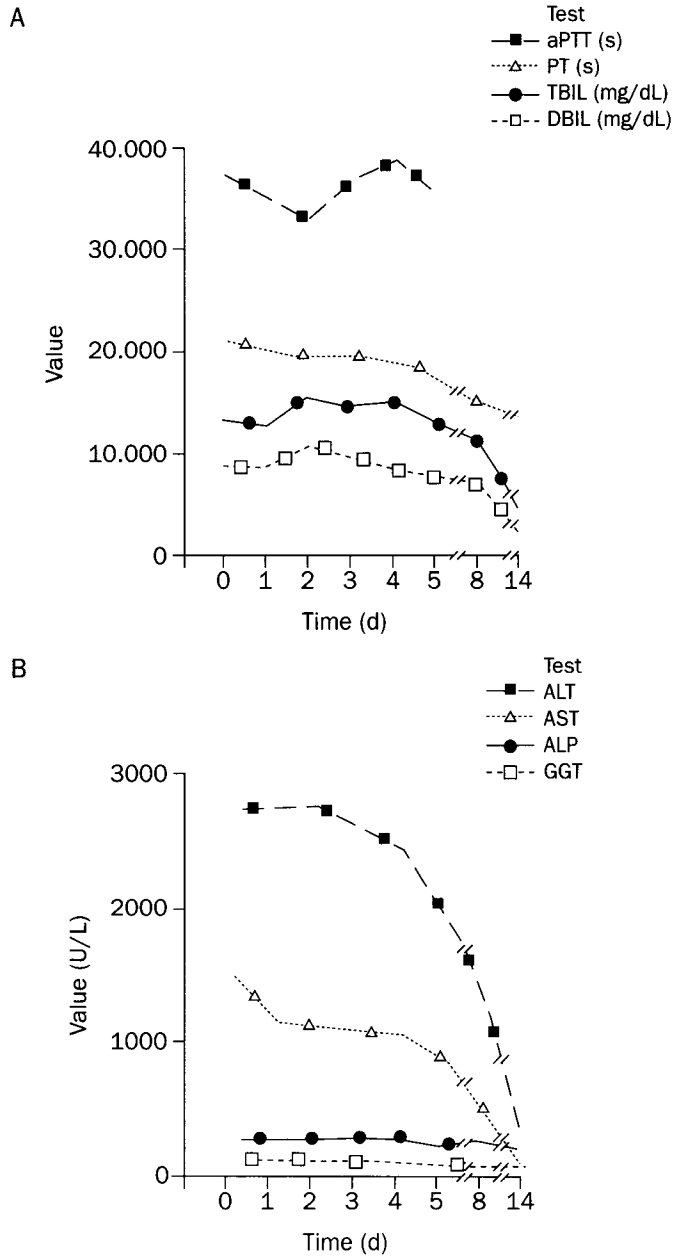 A
Test
aPTT (s)
PT (s)
TBIL (mg/dL)
DBIL (mg/dL)
40.000
30.000
20.000
10.000
0
Value
0 1 2 3 4 5 8 14
Time (d)
B
Test
ALT
AST
ALP
GGT
3000
2000
1000
0
Value (U/L)
0 1 2 3 4 5 8 14
Time (d)